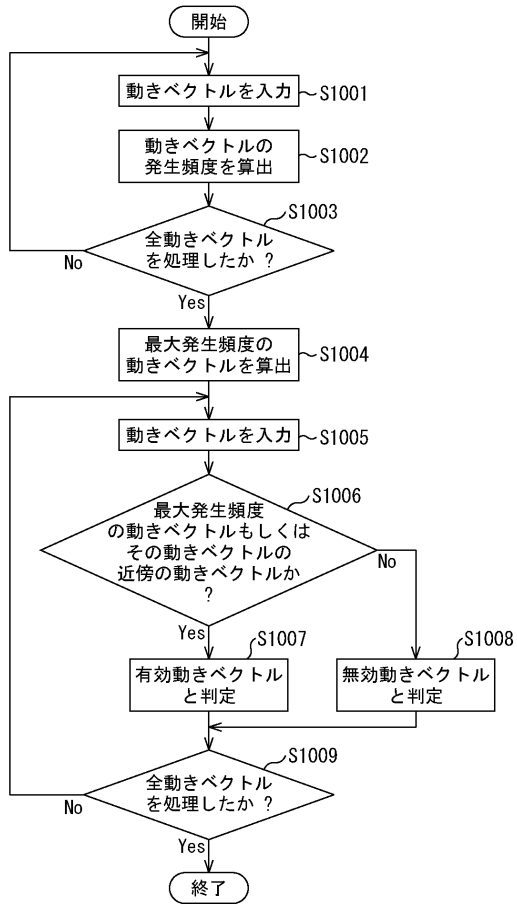 開始
動きベクトルを入力
S1001
動きベクトルの
発生頻度を算出
S1002
S1003
全動きベクトル
を処理したか ?
No
Yes
最大発生頻度の
動きベクトルを算出
S1004
動きベクトルを入力
S1005
S1006
最大発生頻度
の動きベクトルもしくは
その動きベクトルの
近傍の動きベクトルか
?
No
Yes
S1007
有効動きベクトル
と判定
S1008
無効動きベクトル
と判定
S1009
全動きベクトル
を処理したか ?
No
Yes
終了